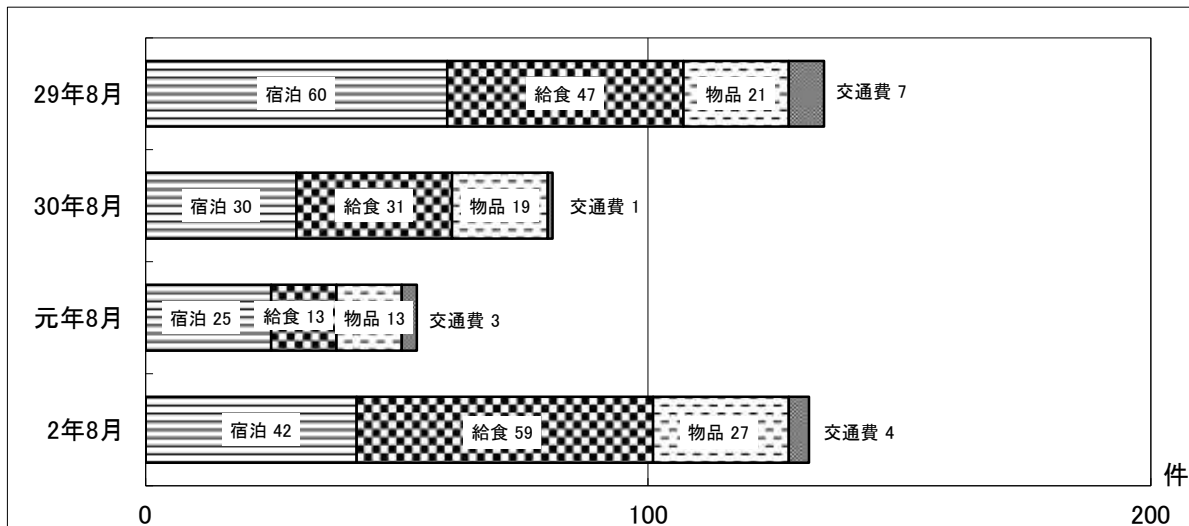 29年8月 宿泊 60 給食 47 物品 21 交通費 7
30年8月 宿泊 30 給食 31 物品 19 交通費 1
元年8月 宿泊 25 給食 13 物品 13 交通費 3
2年8月 宿泊 42 給食 59 物品 27 交通費 4
件
0 100 200